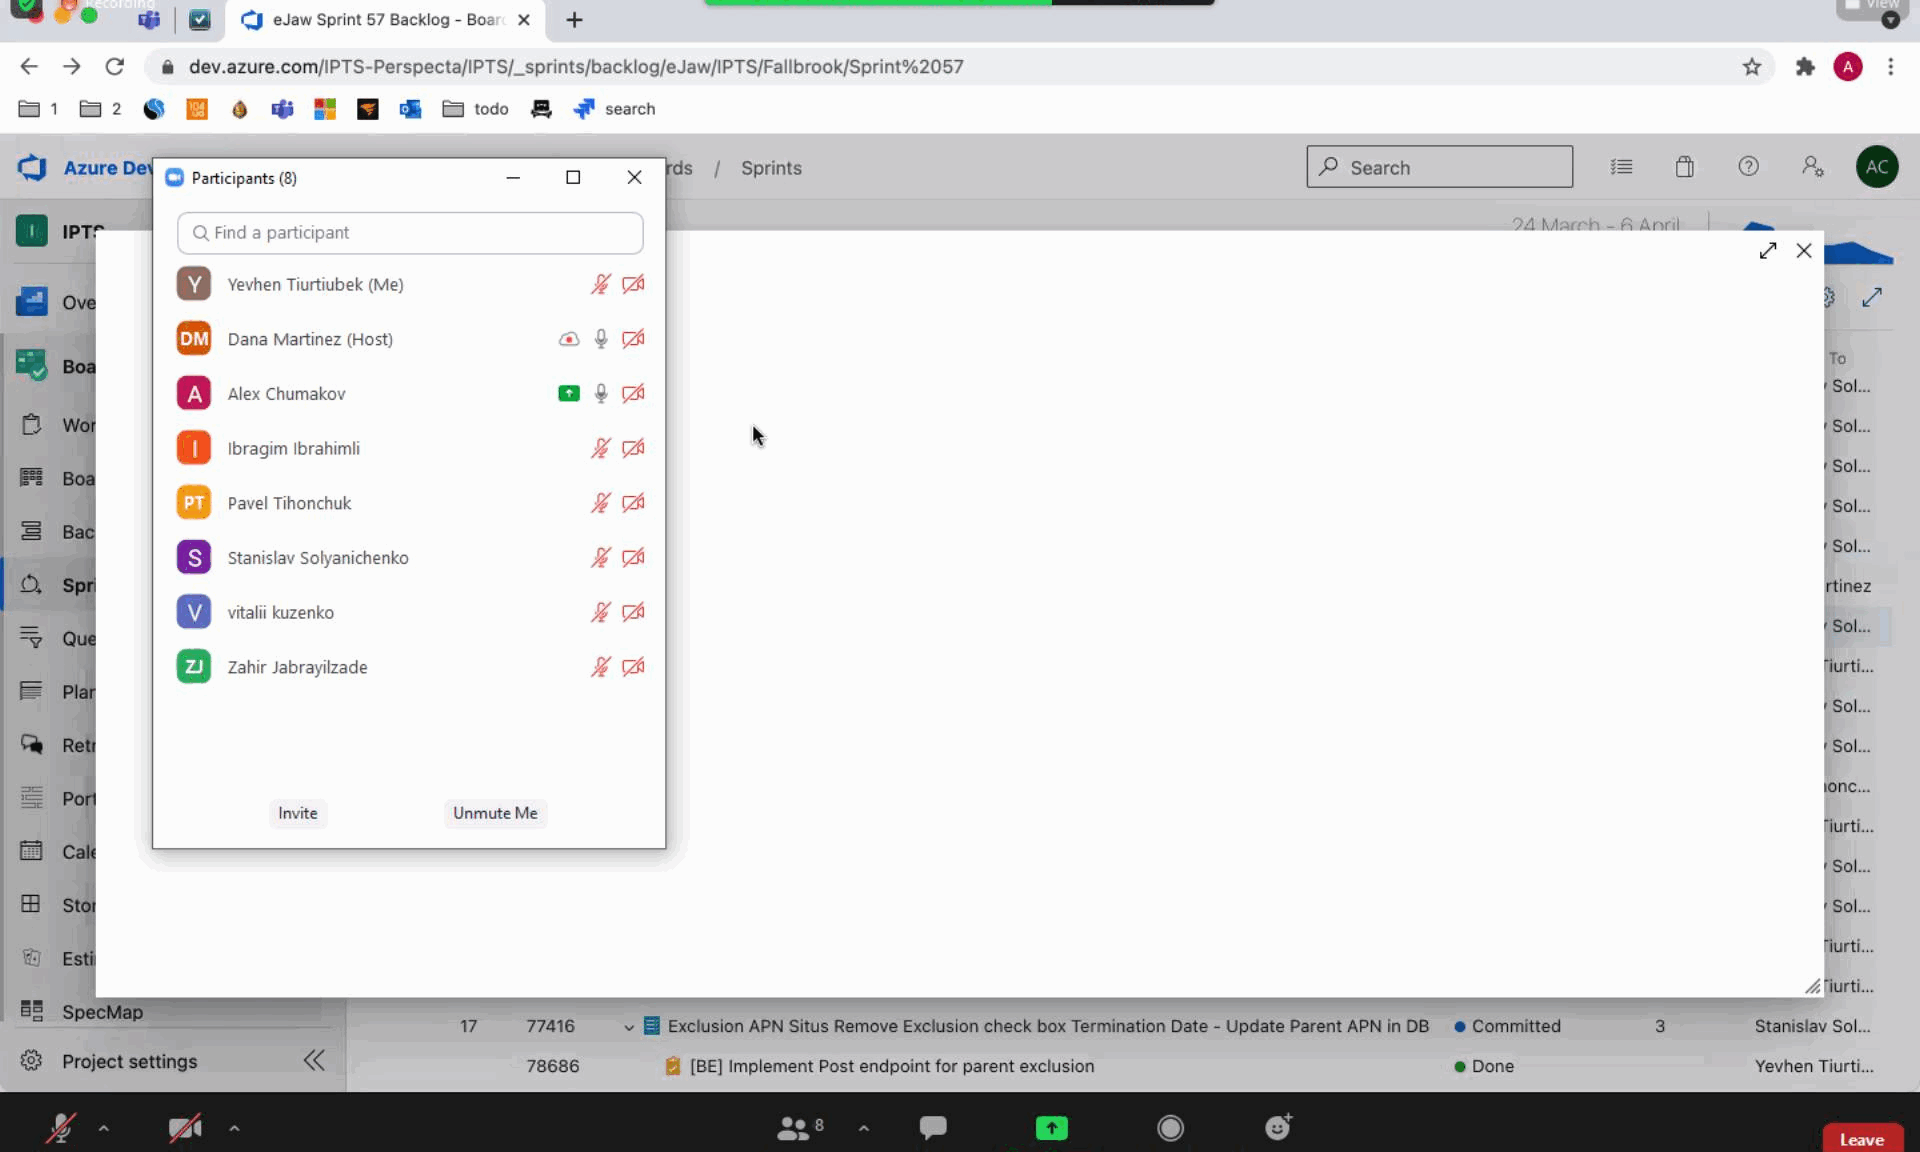 Recording
View
eJaw Sprint 57 Backlog - Board
dev.azure.com/IPTS-Perspecta/IPTS/_sprints/backlog/eJaw/IPTS/Fallbrook/Sprint%2057
A
1 2 104 todo search
Azure Dev rds / Sprints
Search
AC
Participants (8)
I IPTS
24 March - 6 April
Find a participant
Y Yevhen Tiurtiubek (Me)
Ove
DM Dana Martinez (Host)
To
Boa
Sol...
A Alex Chumakov
Wor
Sol...
I Ibragim Ibrahimli
Sol...
Boa
PT Pavel Tihonchuk
Sol...
Bac
S Stanislav Solyanichenko
Sol...
Spri
rtinez
V vitalii kuzenko
Sol...
Que
ZJ Zahir Jabrayilzade
iurti...
Plan
Sol...
Retr
Sol...
Port
onc...
Invite Unmute Me
iurti...
Cale
Sol...
Stor
Sol...
iurti...
Esti
iurti...
SpecMap
17 77416 Exclusion APN Situs Remove Exclusion check box Termination Date - Update Parent APN in DB Committed 3 Stanislav Sol...
Project settings
78686 [BE] Implement Post endpoint for parent exclusion Done Yevhen Tiurti...
8
Leave